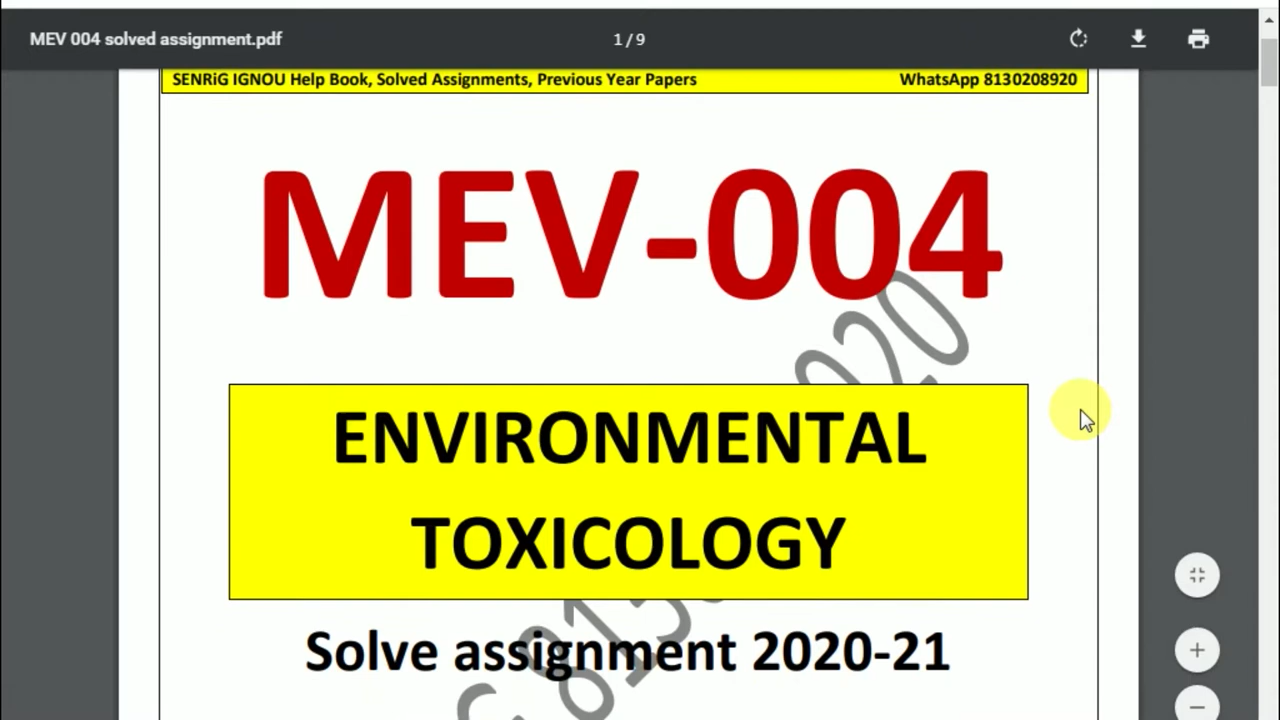 MEV 004 solved assignment.pdf 1 / 9
SENRiG IGNOU Help Book, Solved Assignments, Previous Year Papers WhatsApp 8130208920
MEV-004
ENVIRONMENTAL
TOXICOLOGY
Solve assignment 2020-21